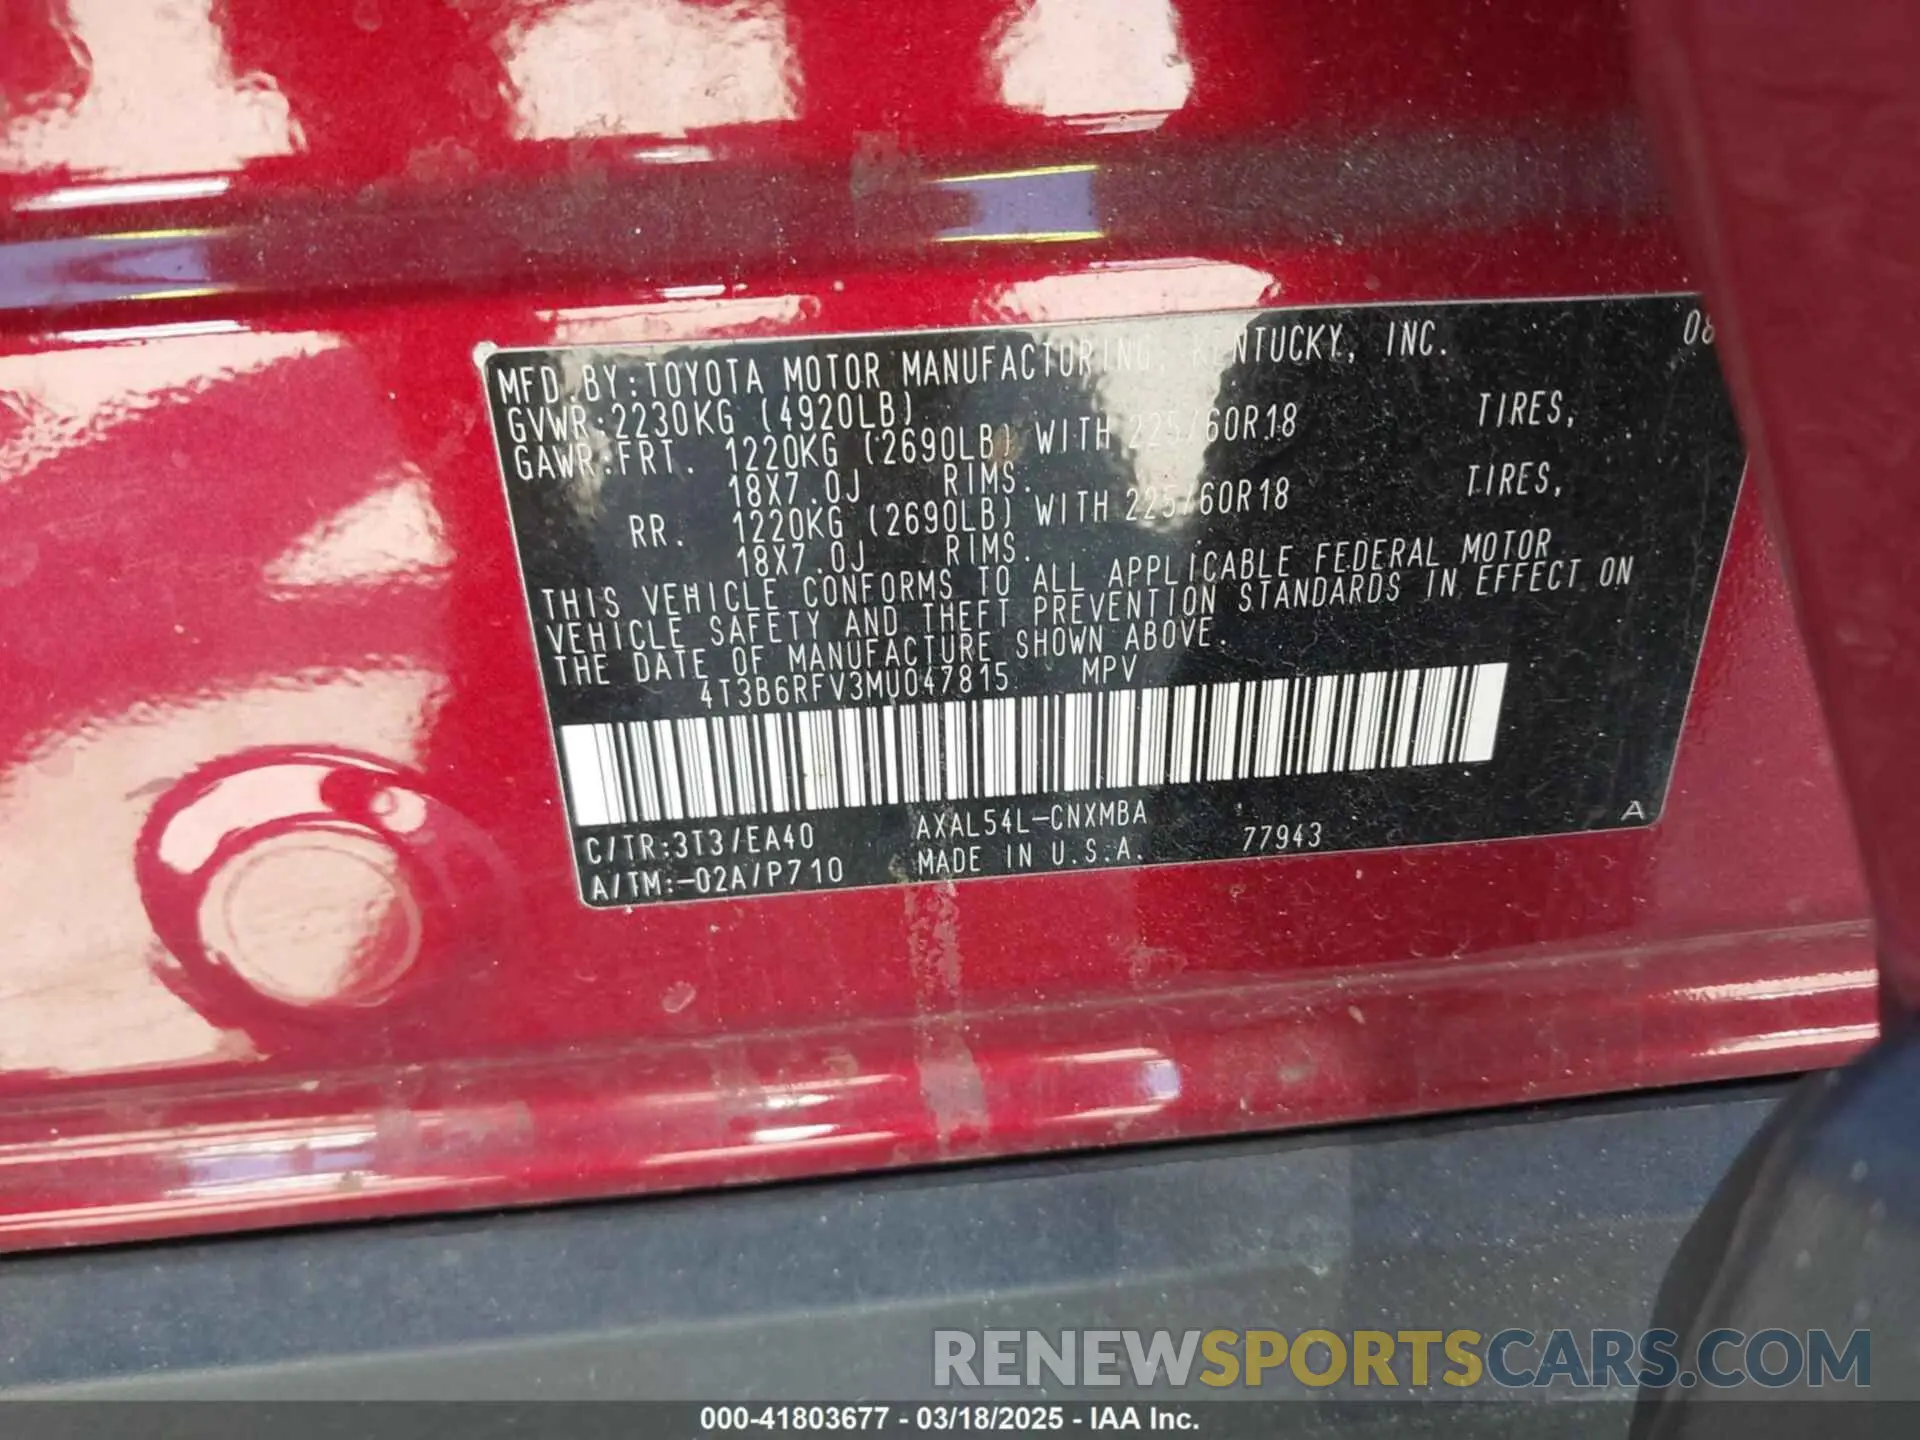 MFD.BY:TOYOTA MOTOR MANUFACTURING, KENTUCKY, INC. 08
GVWR:2230KG (4920LB)
GAWR:FRT. 1220KG (2690LB) WITH 225/60R18 TIRES,
18X7.0J RIMS.
RR. 1220KG (2690LB) WITH 225/60R18 TIRES,
18X7.0J RIMS.
THIS VEHICLE CONFORMS TO ALL APPLICABLE FEDERAL MOTOR
VEHICLE SAFETY AND THEFT PREVENTION STANDARDS IN EFFECT ON
THE DATE OF MANUFACTURE SHOWN ABOVE.
4T3B6RFV3MU047815 MPV
C/TR:3T3/EA40 AXAL54L-CNXMBA A
A/TM:-02A/P710 MADE IN U.S.A. 77943
RENEWSPORTSCARS.COM
000-41803677 - 03/18/2025 - IAA Inc.